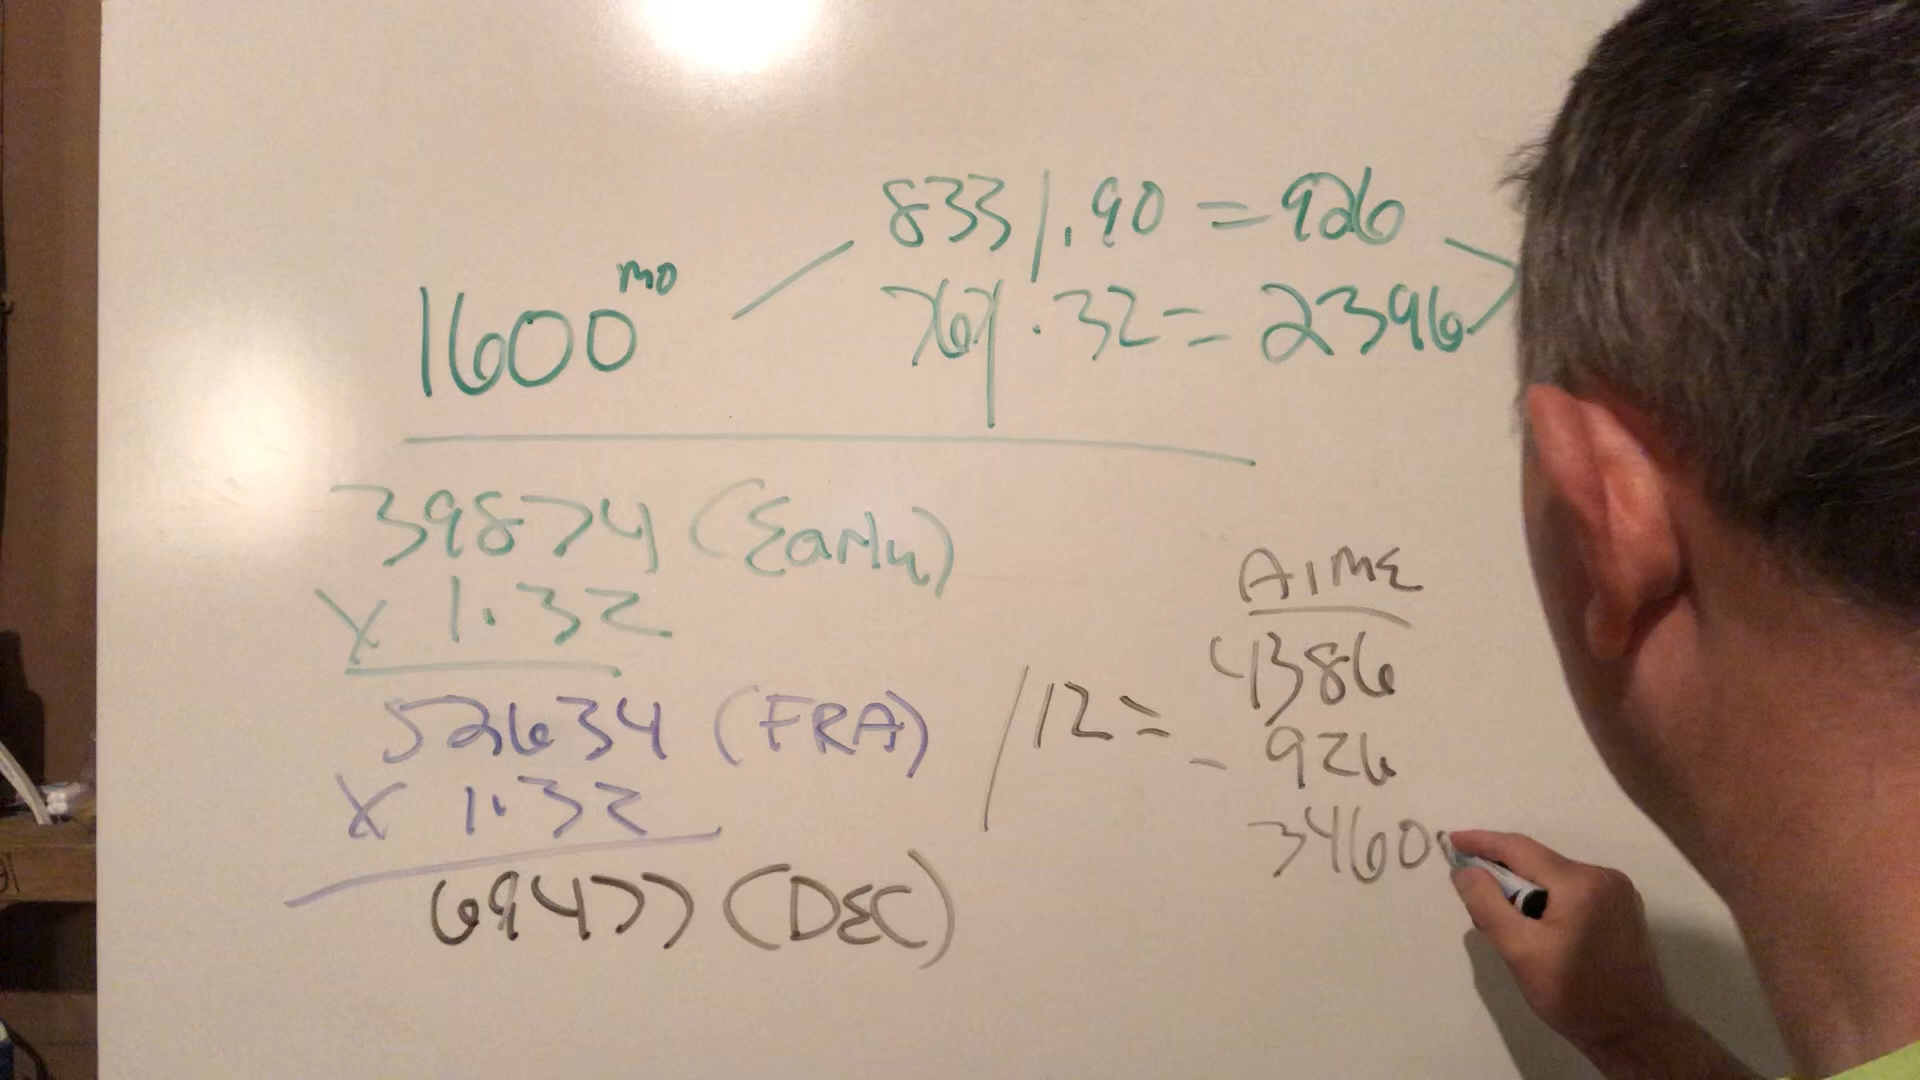 1600 mo
833/.90 = 926
767/.32 = 2396
39874 (Early)
x 1.32
52634 (FRA)
x 1.32
69477 (DEC)
/12 =
AIME
4386
- 926
3460